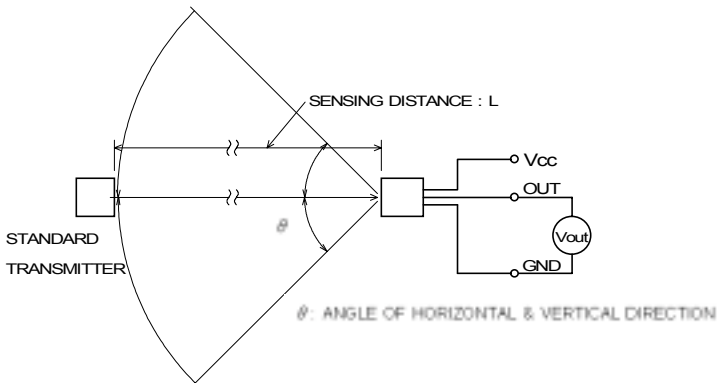 SENSING DISTANCE : L
Vcc
OUT
Vout
GND
STANDARD
TRANSMITTER
θ
θ: ANGLE OF HORIZONTAL & VERTICAL DIRECTION